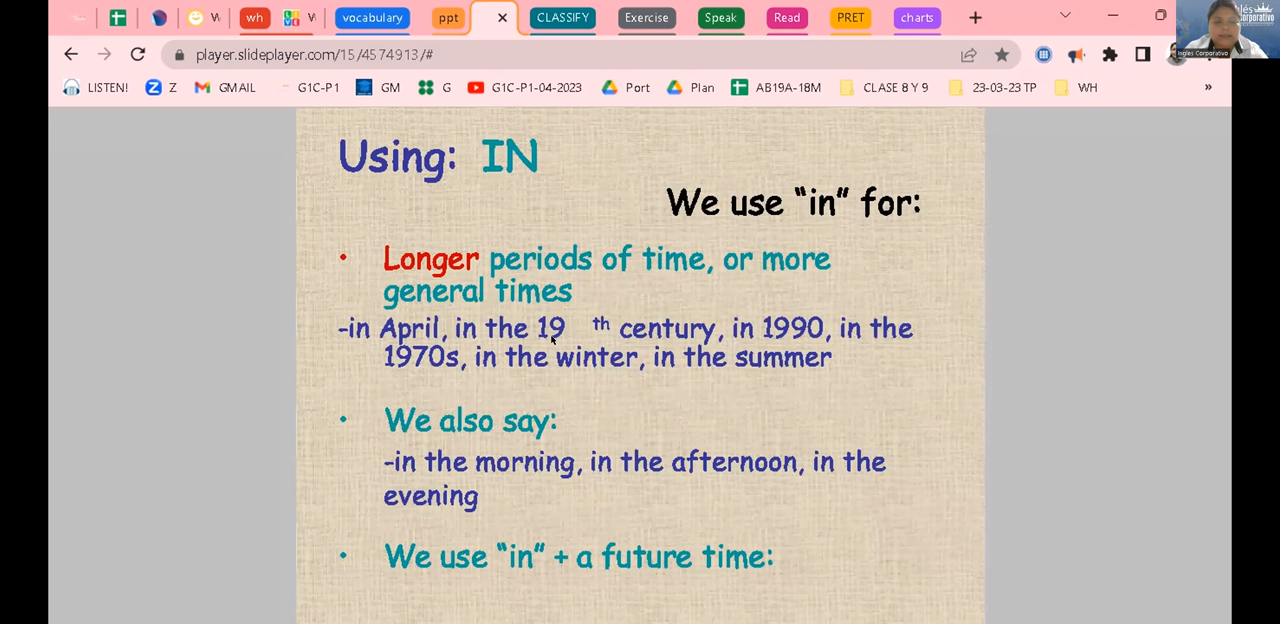 wh
vocabulary
ppt
CLASSIFY
Exercise
Speak
Read
PRET
charts
player.slideplayer.com/15/4574913/#
Inglés Corporativo
LISTEN!
Z
GMAIL
G1C-P1
GM
G
G1C-P1-04-2023
Port
Plan
AB19A-18M
CLASE 8 Y 9
23-03-23 TP
WH
»
Using: IN
We use “in” for:
• Longer periods of time, or more
general times
-in April, in the 19 th century, in 1990, in the
1970s, in the winter, in the summer
• We also say:
-in the morning, in the afternoon, in the
evening
• We use “in” + a future time: